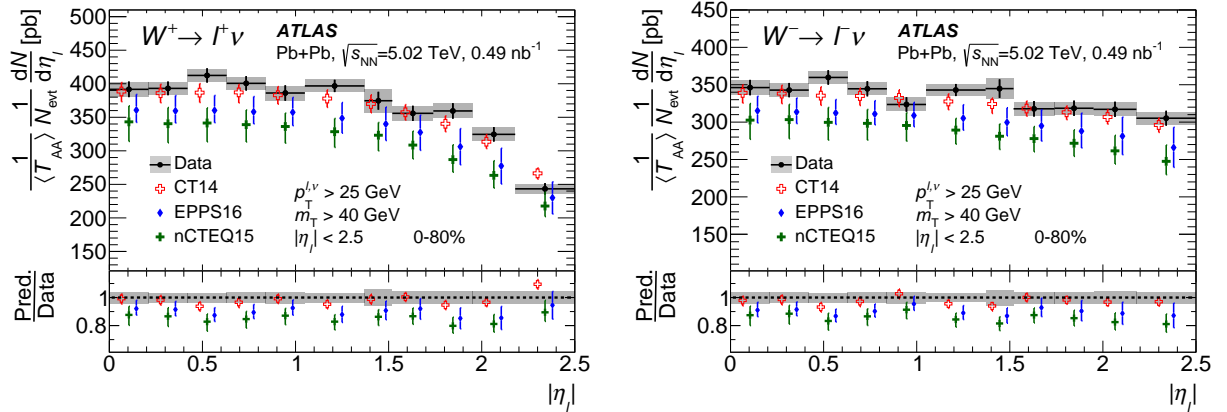 W⁺→ l⁺ν
ATLAS
Pb+Pb, √s_NN=5.02 TeV, 0.49 nb⁻¹
1/⟨T_AA⟩ 1/N_evt dN/dη_l [pb]
500
450
400
350
300
250
200
150
Data
CT14
EPPS16
nCTEQ15
p_T^{l,ν} > 25 GeV
m_T > 40 GeV
|η_l| < 2.5
0-80%
Pred.
Data
1
0.8
0 0.5 1 1.5 2 2.5
|η_l|
W⁻→ l⁻ν
ATLAS
Pb+Pb, √s_NN=5.02 TeV, 0.49 nb⁻¹
1/⟨T_AA⟩ 1/N_evt dN/dη_l [pb]
450
400
350
300
250
200
150
Data
CT14
EPPS16
nCTEQ15
p_T^{l,ν} > 25 GeV
m_T > 40 GeV
|η_l| < 2.5
0-80%
Pred.
Data
1
0.8
0 0.5 1 1.5 2 2.5
|η_l|